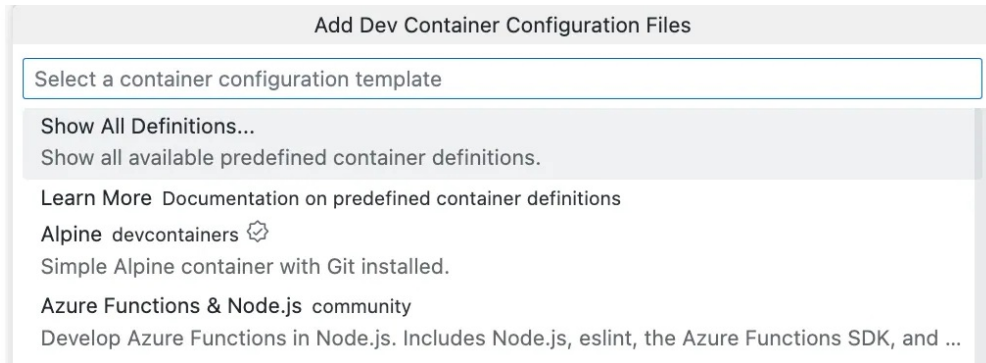 Add Dev Container Configuration Files
Select a container configuration template
Show All Definitions...
Show all available predefined container definitions.
Learn More Documentation on predefined container definitions
Alpine devcontainers
Simple Alpine container with Git installed.
Azure Functions & Node.js community
Develop Azure Functions in Node.js. Includes Node.js, eslint, the Azure Functions SDK, and ...